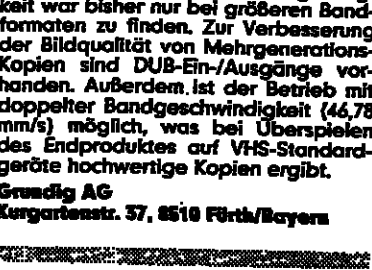 keit war bisher nur bei größeren Band-
formaten zu finden. Zur Verbesserung
der Bildqualität von Mehrgenerations-
Kopien sind DUB-Ein-/Ausgänge vor-
handen. Außerdem ist der Betrieb mit
doppelter Bandgeschwindigkeit (46,78
mm/s) möglich, was bei Überspielen
des Endproduktes auf VHS-Standard-
geräte hochwertige Kopien ergibt.
Grundig AG
Kurgartenstr. 37, 8510 Fürth/Bayern